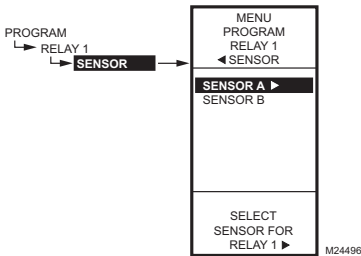 PROGRAM
RELAY 1
SENSOR
MENU
PROGRAM
RELAY 1
◄ SENSOR
SENSOR A ►
SENSOR B
SELECT
SENSOR FOR
RELAY 1 ►
M24496